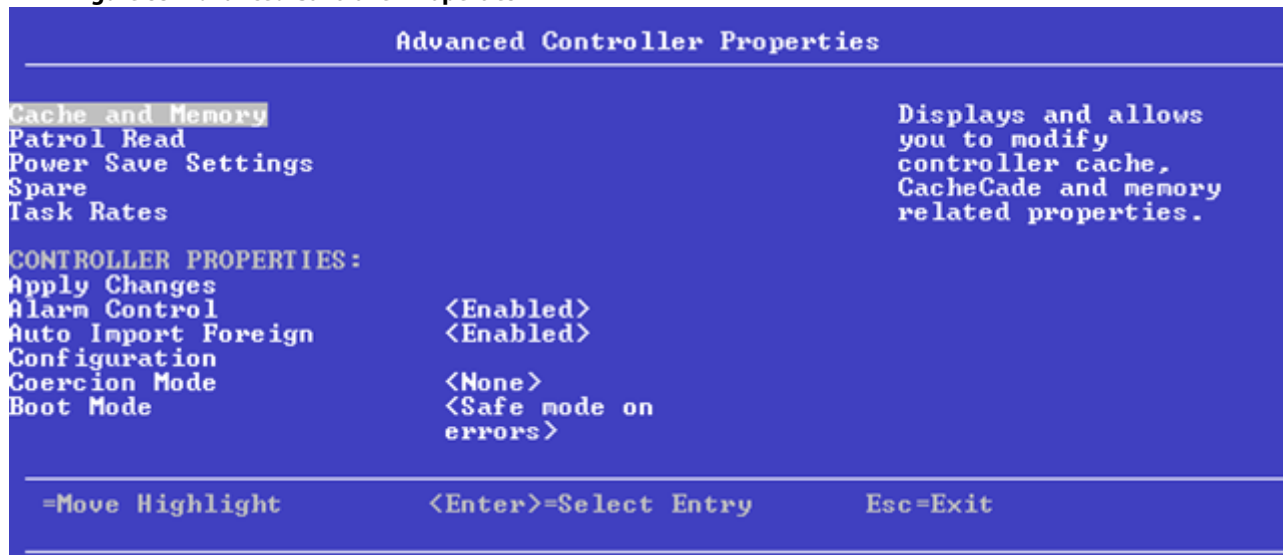 Advanced Controller Properties
Cache and Memory
Patrol Read
Power Save Settings
Spare
Task Rates
Displays and allows
you to modify
controller cache,
CacheCade and memory
related properties.
CONTROLLER PROPERTIES:
Apply Changes
Alarm Control <Enabled>
Auto Import Foreign <Enabled>
Configuration
Coercion Mode <None>
Boot Mode <Safe mode on
errors>
=Move Highlight <Enter>=Select Entry Esc=Exit